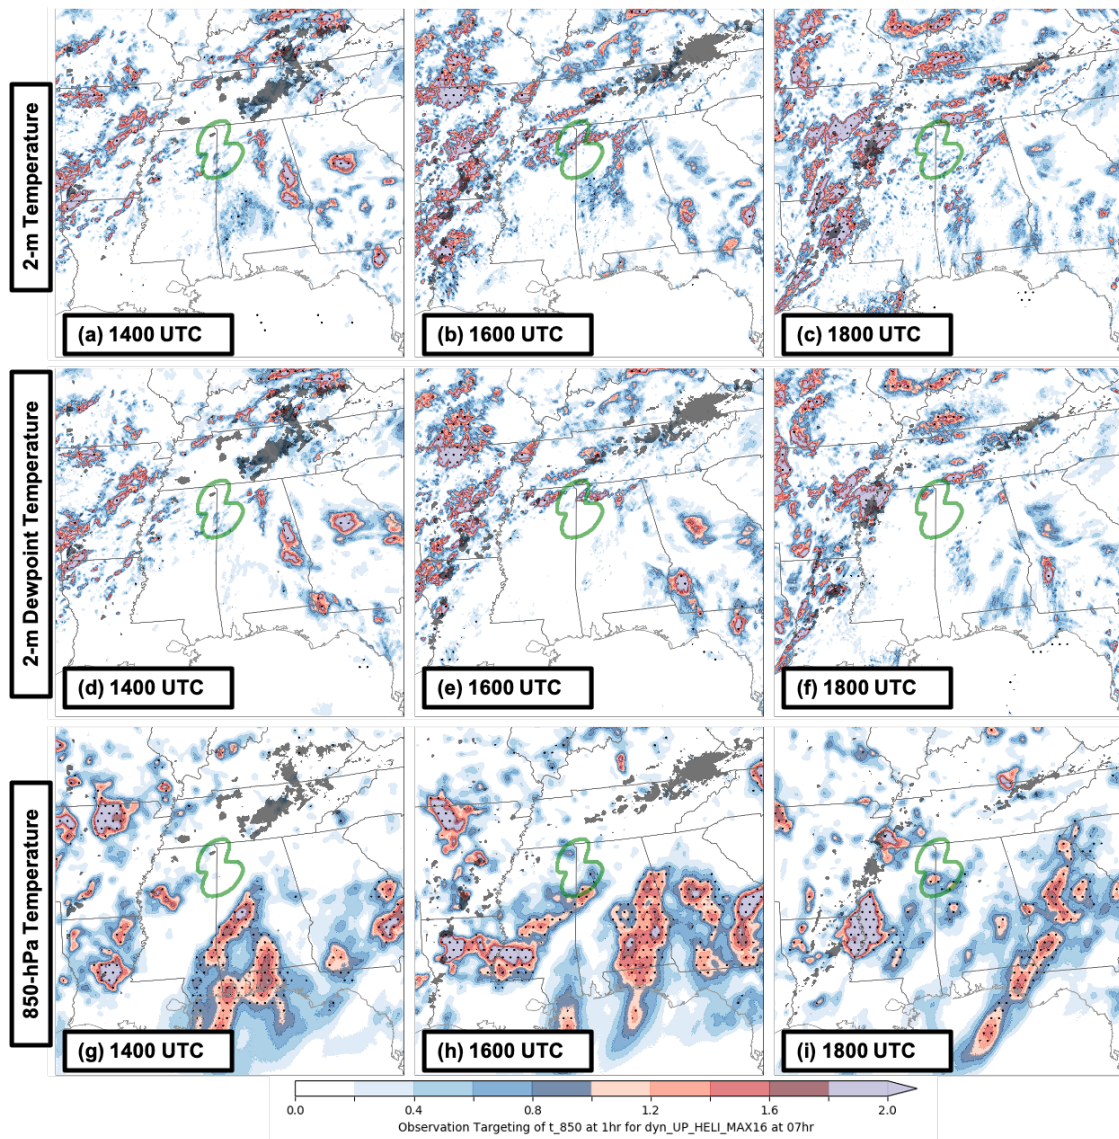 2-m Temperature
(a) 1400 UTC
(b) 1600 UTC
(c) 1800 UTC
2-m Dewpoint Temperature
(d) 1400 UTC
(e) 1600 UTC
(f) 1800 UTC
850-hPa Temperature
(g) 1400 UTC
(h) 1600 UTC
(i) 1800 UTC
0.0 0.4 0.8 1.2 1.6 2.0
Observation Targeting of t_850 at 1hr for dyn_UP_HELI_MAX16 at 07hr